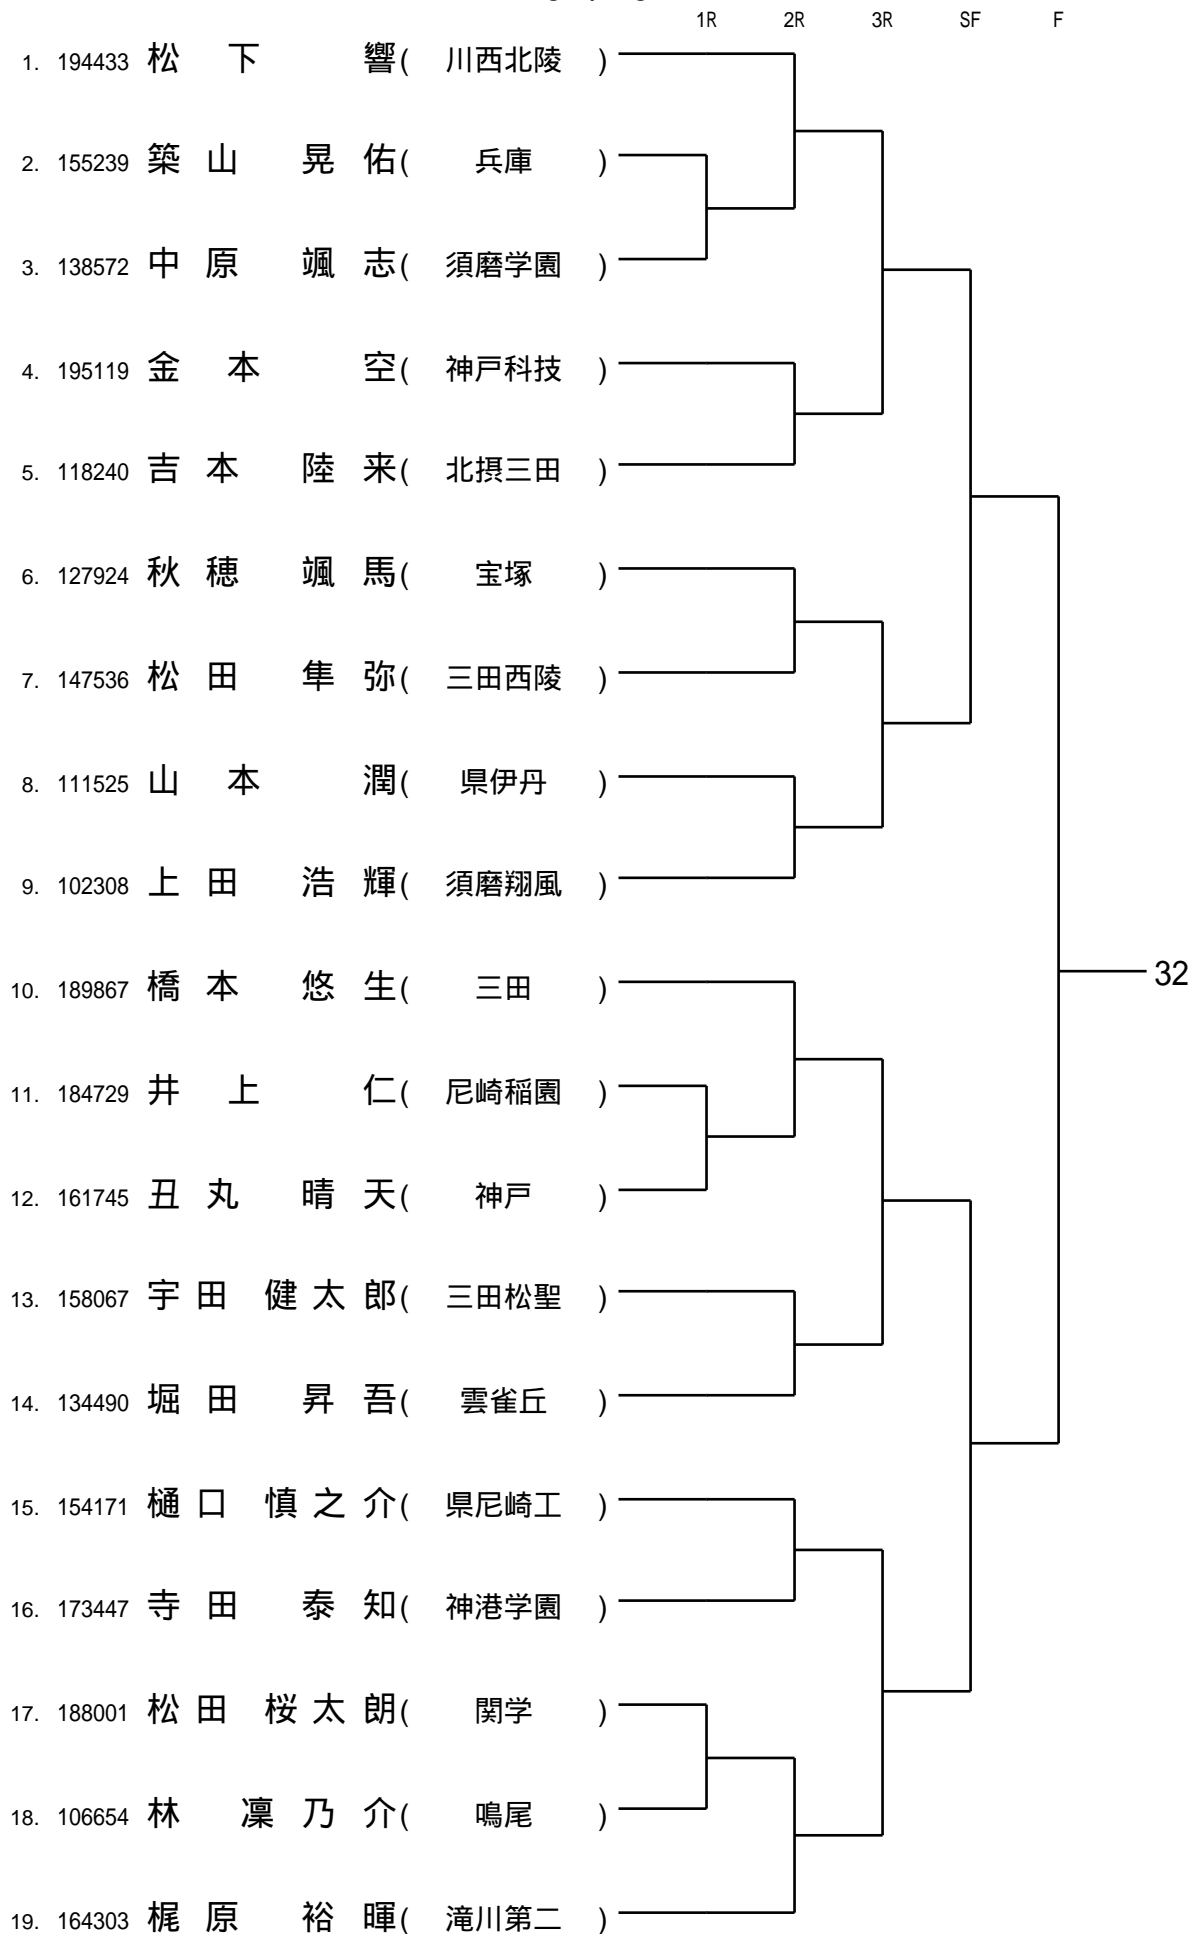 1R 2R 3R SF F
1. 194433 松 下 響( 川西北陵 )
2. 155239 築 山 晃 佑( 兵庫 )
3. 138572 中 原 颯 志( 須磨学園 )
4. 195119 金 本 空( 神戸科技 )
5. 118240 吉 本 陸 来( 北摂三田 )
6. 127924 秋 穂 颯 馬( 宝塚 )
7. 147536 松 田 隼 弥( 三田西陵 )
8. 111525 山 本 潤( 県伊丹 )
9. 102308 上 田 浩 輝( 須磨翔風 )
32
10. 189867 橋 本 悠 生( 三田 )
11. 184729 井 上 仁( 尼崎稲園 )
12. 161745 丑 丸 晴 天( 神戸 )
13. 158067 宇 田 健 太 郎( 三田松聖 )
14. 134490 堀 田 昇 吾( 雲雀丘 )
15. 154171 樋 口 慎 之 介( 県尼崎工 )
16. 173447 寺 田 泰 知( 神港学園 )
17. 188001 松 田 桜 太 朗( 関学 )
18. 106654 林 凜 乃 介( 鳴尾 )
19. 164303 梶 原 裕 暉( 滝川第二 )